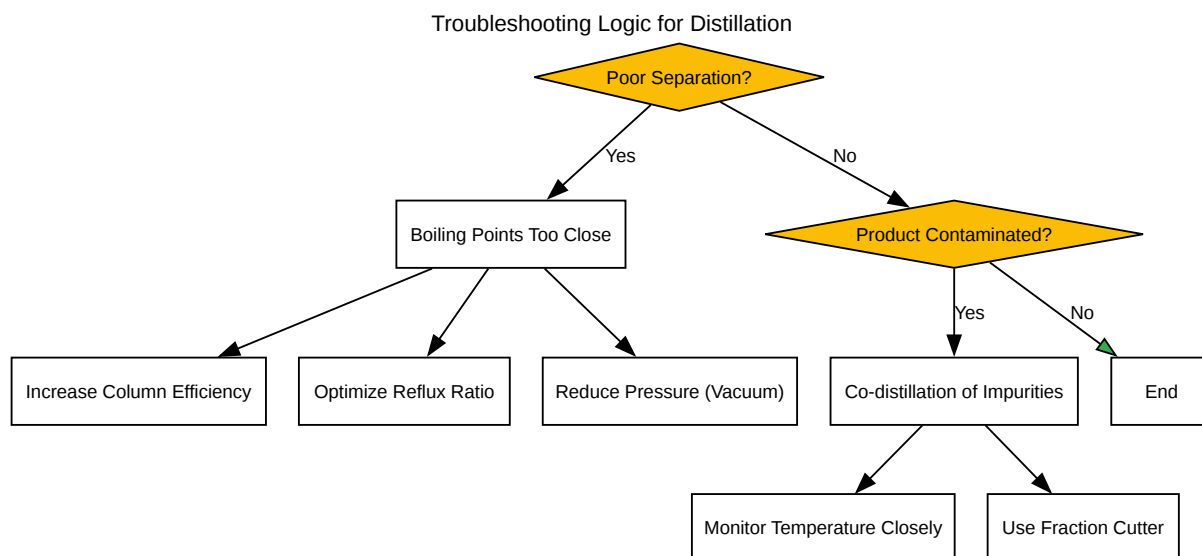 Troubleshooting Logic for Distillation
Poor Separation?
Yes
No
Boiling Points Too Close
Product Contaminated?
Yes
No
Increase Column Efficiency
Optimize Reflux Ratio
Reduce Pressure (Vacuum)
Co-distillation of Impurities
End
Monitor Temperature Closely
Use Fraction Cutter